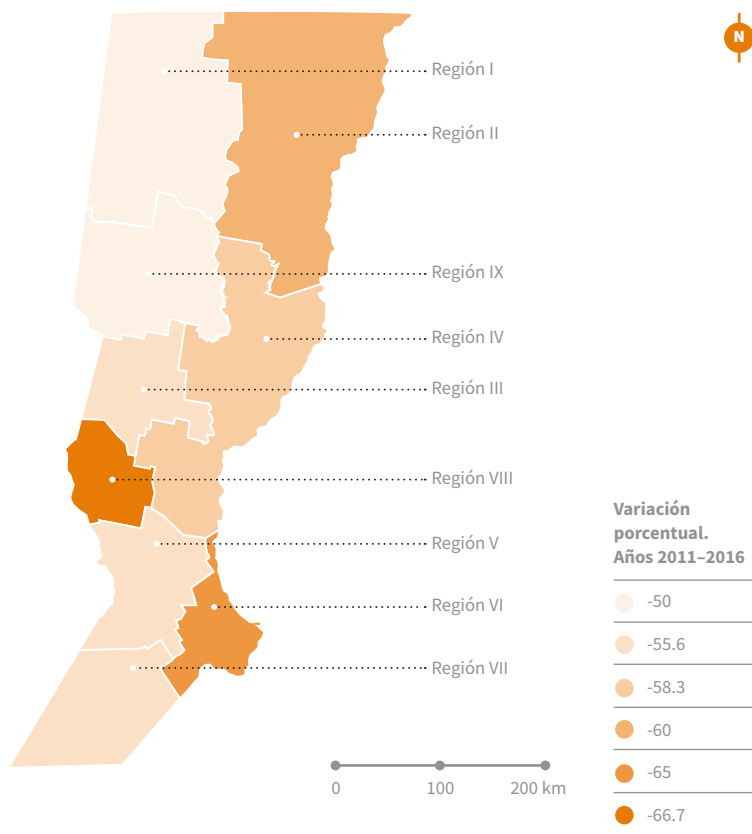 N
Región I
Región II
Región IX
Región IV
Región III
Región VIII
Región V
Región VI
Región VII
Variación
porcentual.
Años 2011–2016
-50
-55.6
-58.3
-60
-65
-66.7
0 100 200 km